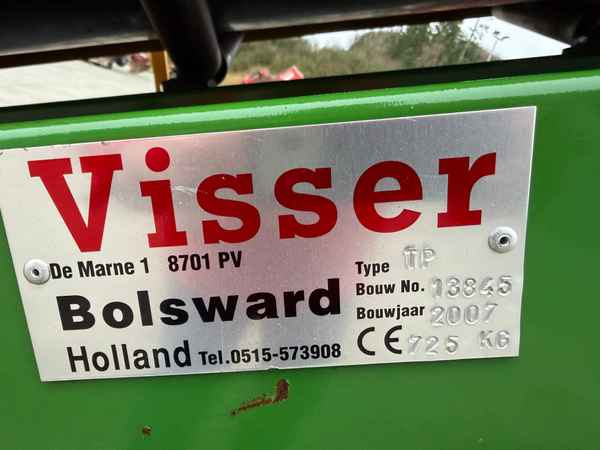 Visser
De Marne 1 8701 PV
Bolsward
Holland Tel.0515-573908
Type TP
Bouw No. 13845
Bouwjaar 2007
CE 725 KG